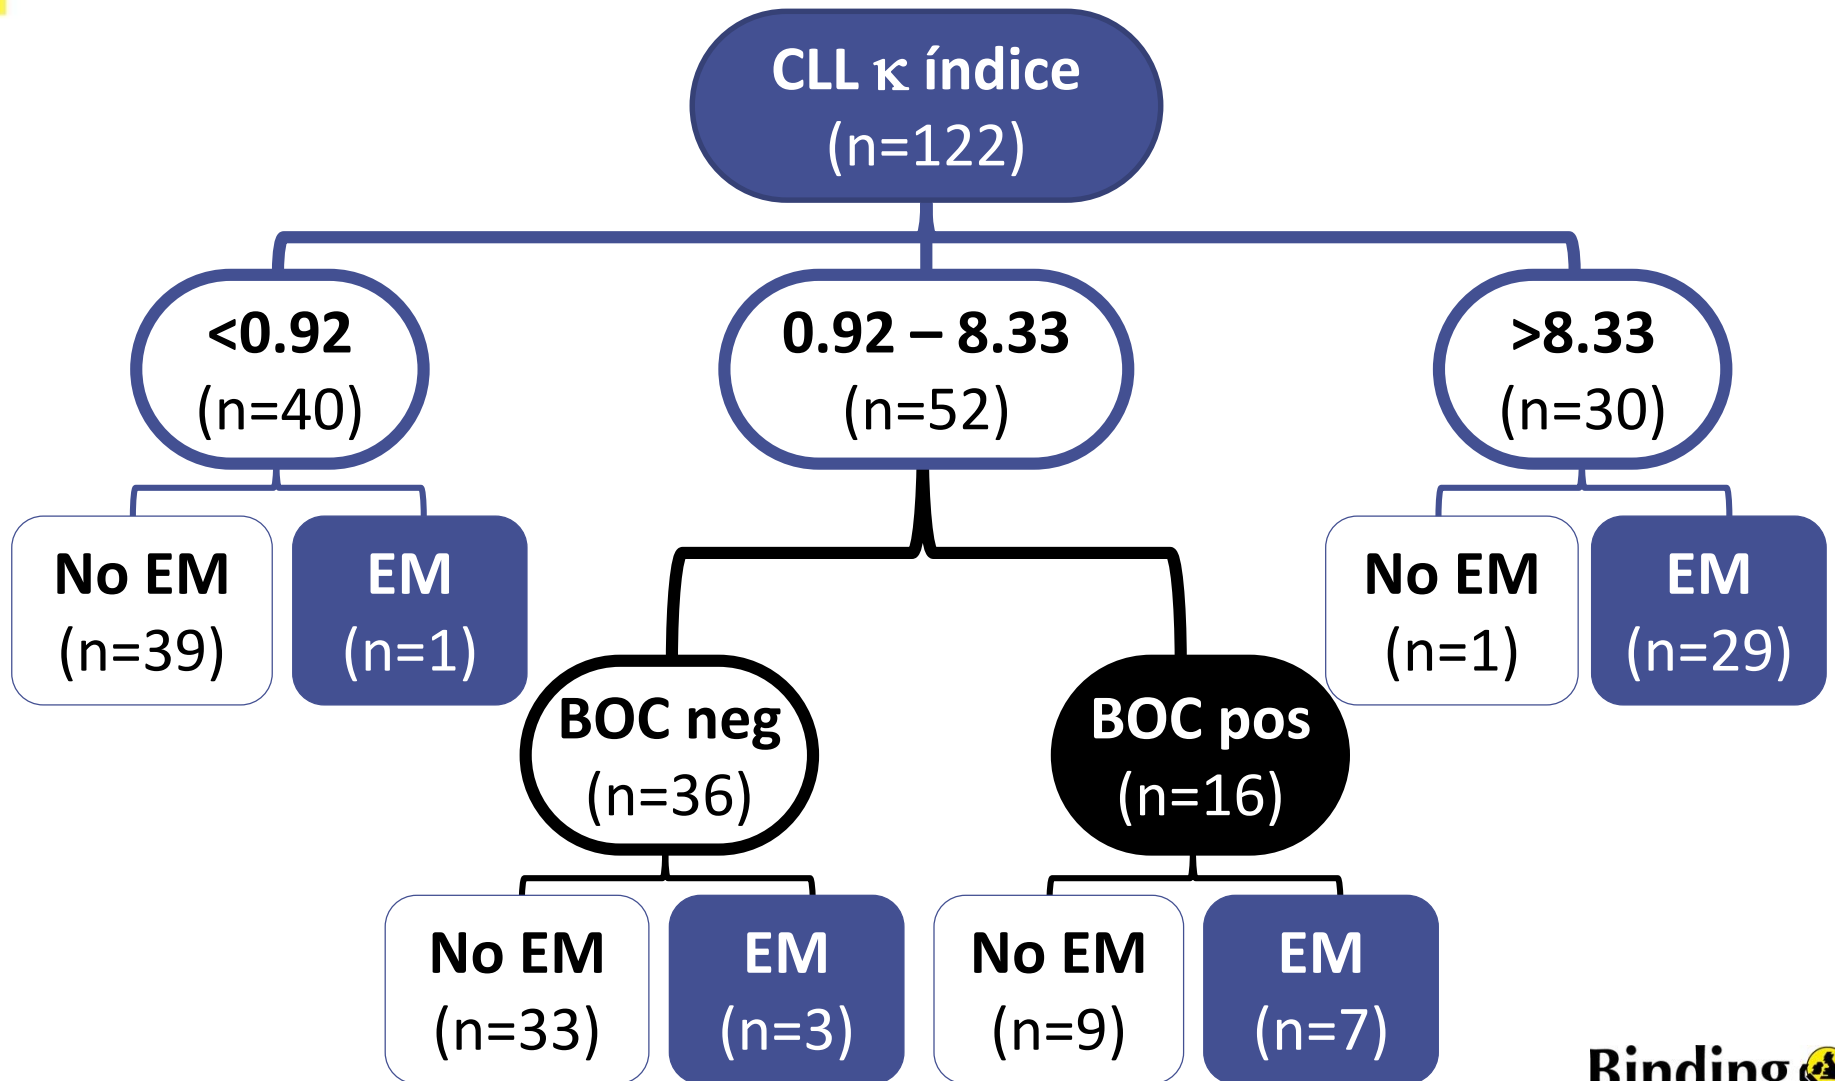 CLL κ índice
(n=122)
<0.92
(n=40)
0.92 – 8.33
(n=52)
>8.33
(n=30)
No EM
(n=39)
EM
(n=1)
No EM
(n=1)
EM
(n=29)
BOC neg
(n=36)
BOC pos
(n=16)
No EM
(n=33)
EM
(n=3)
No EM
(n=9)
EM
(n=7)
Binding